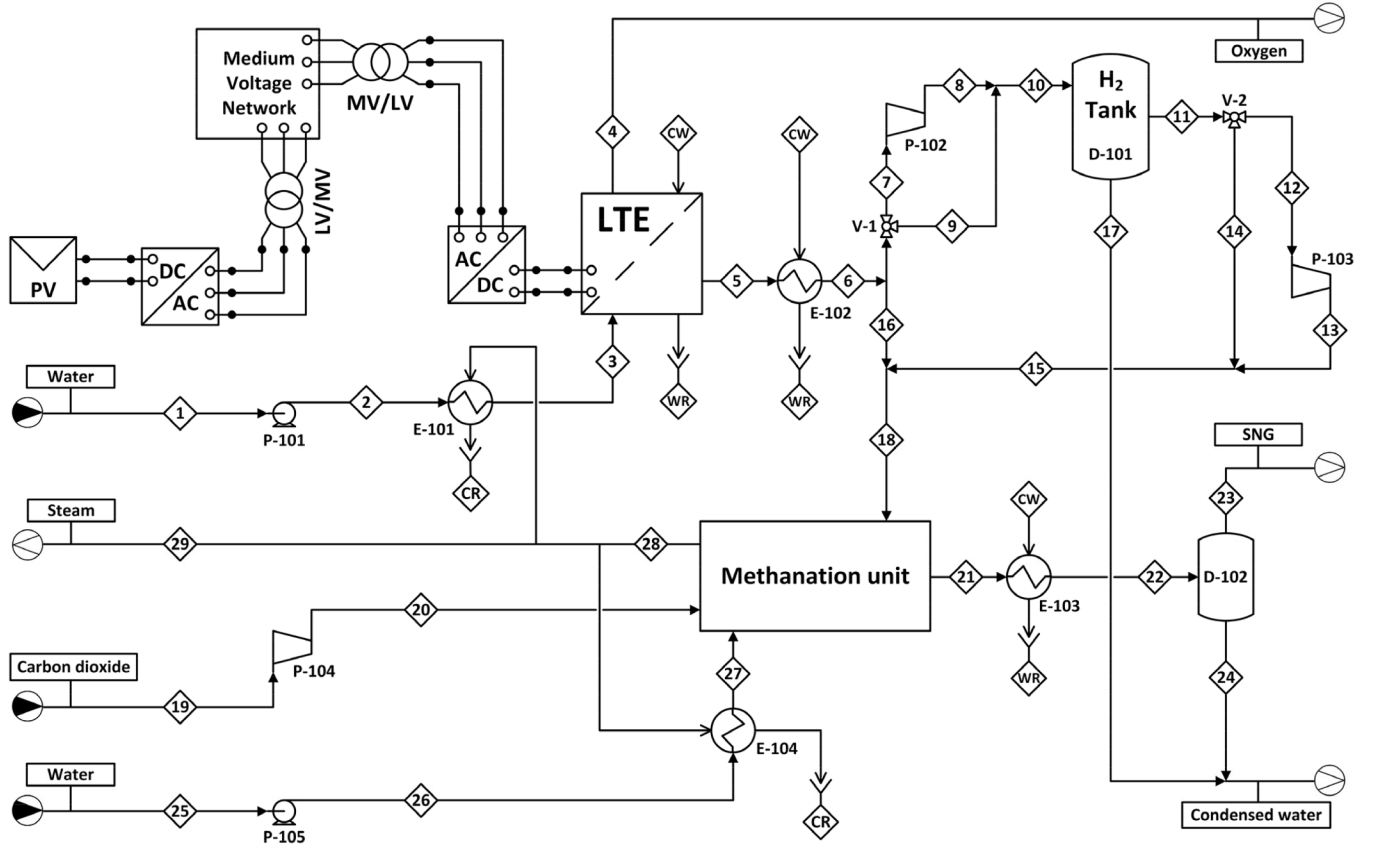 Medium
Voltage
Network
MV/LV
LV/MV
PV
DC
AC
AC
DC
LTE
Oxygen
H2
Tank
D-101
4
CW
CW
8
10
11
V-2
P-102
7
V-1
9
12
17
14
P-103
5
6
E-102
16
13
3
WR
WR
15
Water
1
P-101
2
E-101
CR
18
SNG
23
CW
Steam
29
28
Methanation unit
21
E-103
22
D-102
WR
24
20
P-104
Carbon dioxide
19
27
E-104
CR
Water
25
P-105
26
Condensed water